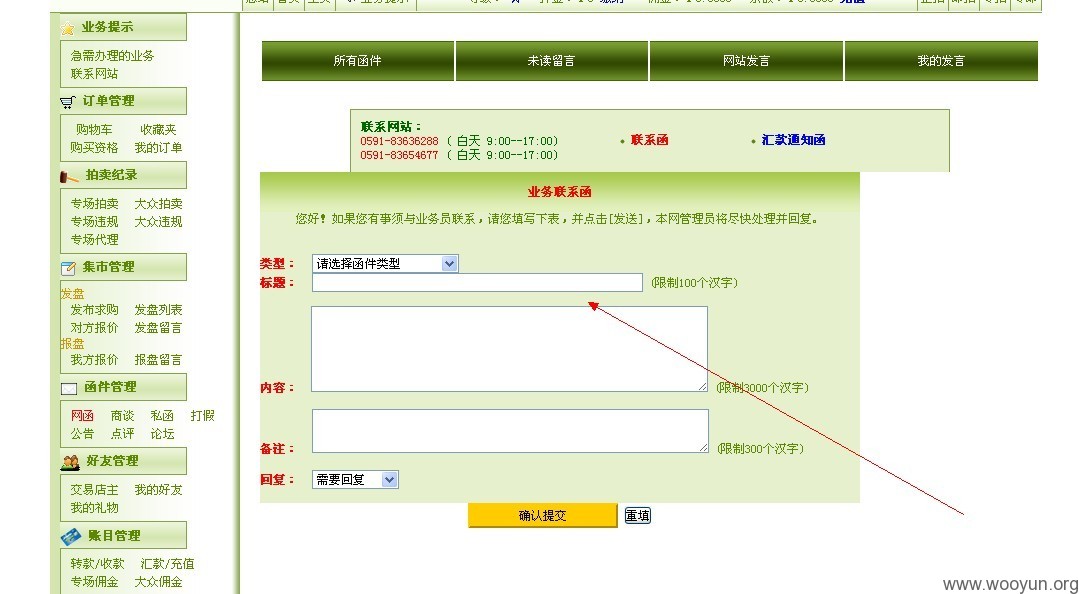 业务提示
急需办理的业务
联系网站
订单管理
购物车 收藏夹
购买资格 我的订单
拍卖纪录
专场拍卖 大众拍卖
专场违规 大众违规
专场代理
集市管理
发盘
发布求购 发盘列表
对方报价 发盘留言
报盘
我方报价 报盘留言
函件管理
网函 商谈 私函 打假
公告 点评 论坛
好友管理
交易店主 我的好友
我的礼物
账目管理
转款/收款 汇款/充值
专场佣金 大众佣金
所有函件 未读留言 网站发言 我的发言
联系网站：
0591-83636288 ( 白天 9:00--17:00)
0591-83654677 ( 白天 9:00--17:00)
• 联系函 • 汇款通知函
业务联系函
您好！如果您有事须与业务员联系，请您填写下表，并点击[发送]，本网管理员将尽快处理并回复。
类型： 请选择函件类型
标题： (限制100个汉字)
内容： (限制3000个汉字)
备注： (限制300个汉字)
回复： 需要回复
确认提交 重填
www.wooyun.org